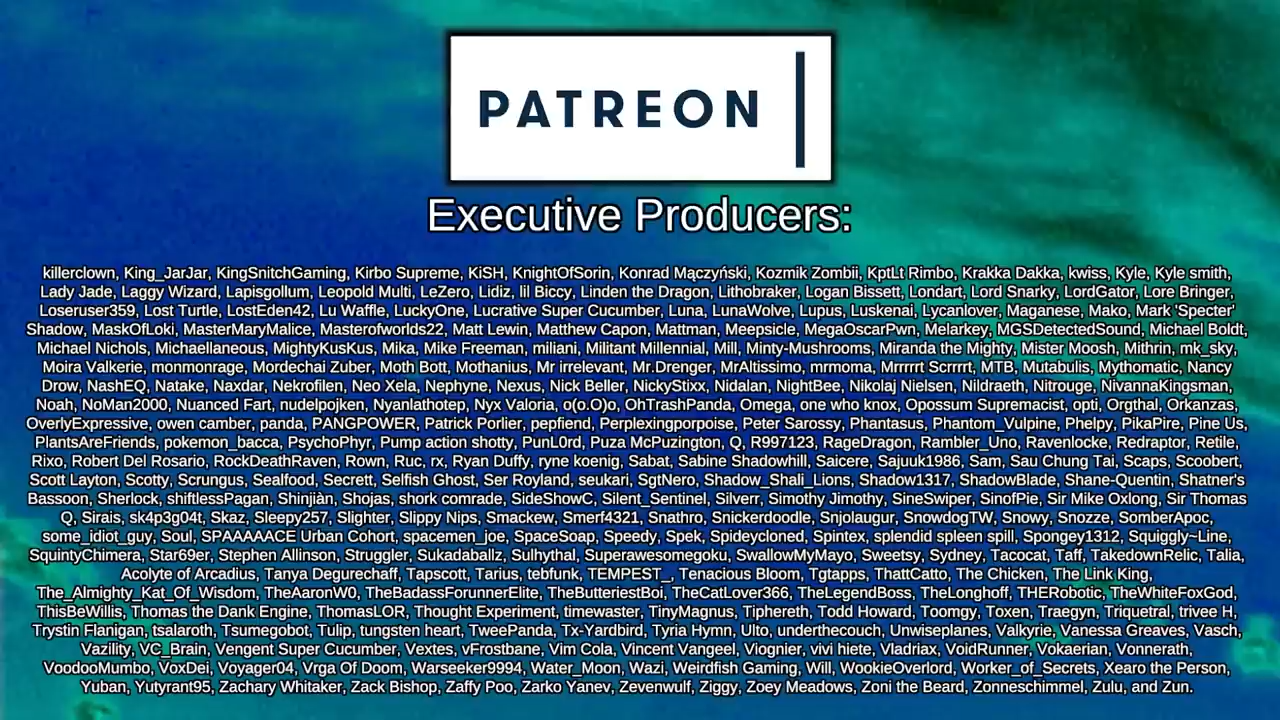 PATREON
Executive Producers:
killerclown, King_JarJar, KingSnitchGaming, Kirbo Supreme, KiSH, KnightOfSorin, Konrad Mączyński, Kozmik Zombii, KptLt Rimbo, Krakka Dakka, kwiss, Kyle, Kyle smith,
Lady Jade, Laggy Wizard, Lapisgollum, Leopold Multi, LeZero, Lidiz, lil Biccy, Linden the Dragon, Lithobraker, Logan Bissett, Londart, Lord Snarky, LordGator, Lore Bringer,
Loseruser359, Lost Turtle, LostEden42, Lu Waffle, LuckyOne, Lucrative Super Cucumber, Luna, LunaWolve, Lupus, Luskenai, Lycanlover, Maganese, Mako, Mark 'Specter'
Shadow, MaskOfLoki, MasterMaryMalice, Masterofworlds22, Matt Lewin, Matthew Capon, Mattman, Meepsicle, MegaOscarPwn, Melarkey, MGSDetectedSound, Michael Boldt,
Michael Nichols, Michaellaneous, MightyKusKus, Mika, Mike Freeman, miliani, Militant Millennial, Mill, Minty-Mushrooms, Miranda the Mighty, Mister Moosh, Mithrin, mk_sky,
Moira Valkerie, monmonrage, Mordechai Zuber, Moth Bott, Mothanius, Mr irrelevant, Mr.Drenger, MrAltissimo, mrmoma, Mrrrrrt Scrrrrt, MTB, Mutabulis, Mythomatic, Nancy
Drow, NashEQ, Natake, Naxdar, Nekrofilen, Neo Xela, Nephyne, Nexus, Nick Beller, NickyStixx, Nidalan, NightBee, Nikolaj Nielsen, Nildraeth, Nitrouge, NivannaKingsman,
Noah, NoMan2000, Nuanced Fart, nudelpojken, Nyanlathotep, Nyx Valoria, o(o.O)o, OhTrashPanda, Omega, one who knox, Opossum Supremacist, opti, Orgthal, Orkanzas,
OverlyExpressive, owen camber, panda, PANGPOWER, Patrick Porlier, pepfiend, Perplexingporpoise, Peter Sarossy, Phantasus, Phantom_Vulpine, Phelpy, PikaPire, Pine Us,
PlantsAreFriends, pokemon_bacca, PsychoPhyr, Pump action shotty, PunL0rd, Puza McPuzington, Q, R997123, RageDragon, Rambler_Uno, Ravenlocke, Redraptor, Retile,
Rixo, Robert Del Rosario, RockDeathRaven, Rown, Ruc, rx, Ryan Duffy, ryne koenig, Sabat, Sabine Shadowhill, Saicere, Sajuuk1986, Sam, Sau Chung Tai, Scaps, Scoobert,
Scott Layton, Scotty, Scrungus, Sealfood, Secrett, Selfish Ghost, Ser Royland, seukari, SgtNero, Shadow_Shali_Lions, Shadow1317, ShadowBlade, Shane-Quentin, Shatner's
Bassoon, Sherlock, shiftlessPagan, Shinjiàn, Shojas, shork comrade, SideShowC, Silent_Sentinel, Silverr, Simothy Jimothy, SineSwiper, SinofPie, Sir Mike Oxlong, Sir Thomas
Q, Sirais, sk4p3g04t, Skaz, Sleepy257, Slighter, Slippy Nips, Smackew, Smerf4321, Snathro, Snickerdoodle, Snjolaugur, SnowdogTW, Snowy, Snozze, SomberApoc,
some_idiot_guy, Soul, SPAAAAACE Urban Cohort, spacemen_joe, SpaceSoap, Speedy, Spek, Spideycloned, Spintex, splendid spleen spill, Spongey1312, Squiggly~Line,
SquintyChimera, Star69er, Stephen Allinson, Struggler, Sukadaballz, Sulhythal, Superawesomegoku, SwallowMyMayo, Sweetsy, Sydney, Tacocat, Taff, TakedownRelic, Talia,
Acolyte of Arcadius, Tanya Degurechaff, Tapscott, Tarius, tebfunk, TEMPEST_, Tenacious Bloom, Tgtapps, ThattCatto, The Chicken, The Link King,
The_Almighty_Kat_Of_Wisdom, TheAaronW0, TheBadassForunnerElite, TheButteriestBoi, TheCatLover366, TheLegendBoss, TheLonghoff, THERobotic, TheWhiteFoxGod,
ThisBeWillis, Thomas the Dank Engine, ThomasLOR, Thought Experiment, timewaster, TinyMagnus, Tiphereth, Todd Howard, Toomgy, Toxen, Traegyn, Triquetral, trivee H,
Trystin Flanigan, tsalaroth, Tsumegobot, Tulip, tungsten heart, TweePanda, Tx-Yardbird, Tyria Hymn, Ulto, underthecouch, Unwiseplanes, Valkyrie, Vanessa Greaves, Vasch,
Vazility, VC_Brain, Vengent Super Cucumber, Vextes, vFrostbane, Vim Cola, Vincent Vangeel, Viognier, vivi hiete, Vladriax, VoidRunner, Vokaerian, Vonnerath,
VoodooMumbo, VoxDei, Voyager04, Vrga Of Doom, Warseeker9994, Water_Moon, Wazi, Weirdfish Gaming, Will, WookieOverlord, Worker_of_Secrets, Xearo the Person,
Yuban, Yutyrant95, Zachary Whitaker, Zack Bishop, Zaffy Poo, Zarko Yanev, Zevenwulf, Ziggy, Zoey Meadows, Zoni the Beard, Zonneschimmel, Zulu, and Zun.